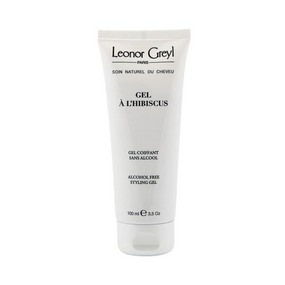 Leonor Greyl
PARIS
SOIN NATUREL DU CHEVEU
GEL
À L'HIBISCUS
GEL COIFFANT
SANS ALCOOL
ALCOHOL FREE
STYLING GEL
100 ml ℮ 3,5 Oz